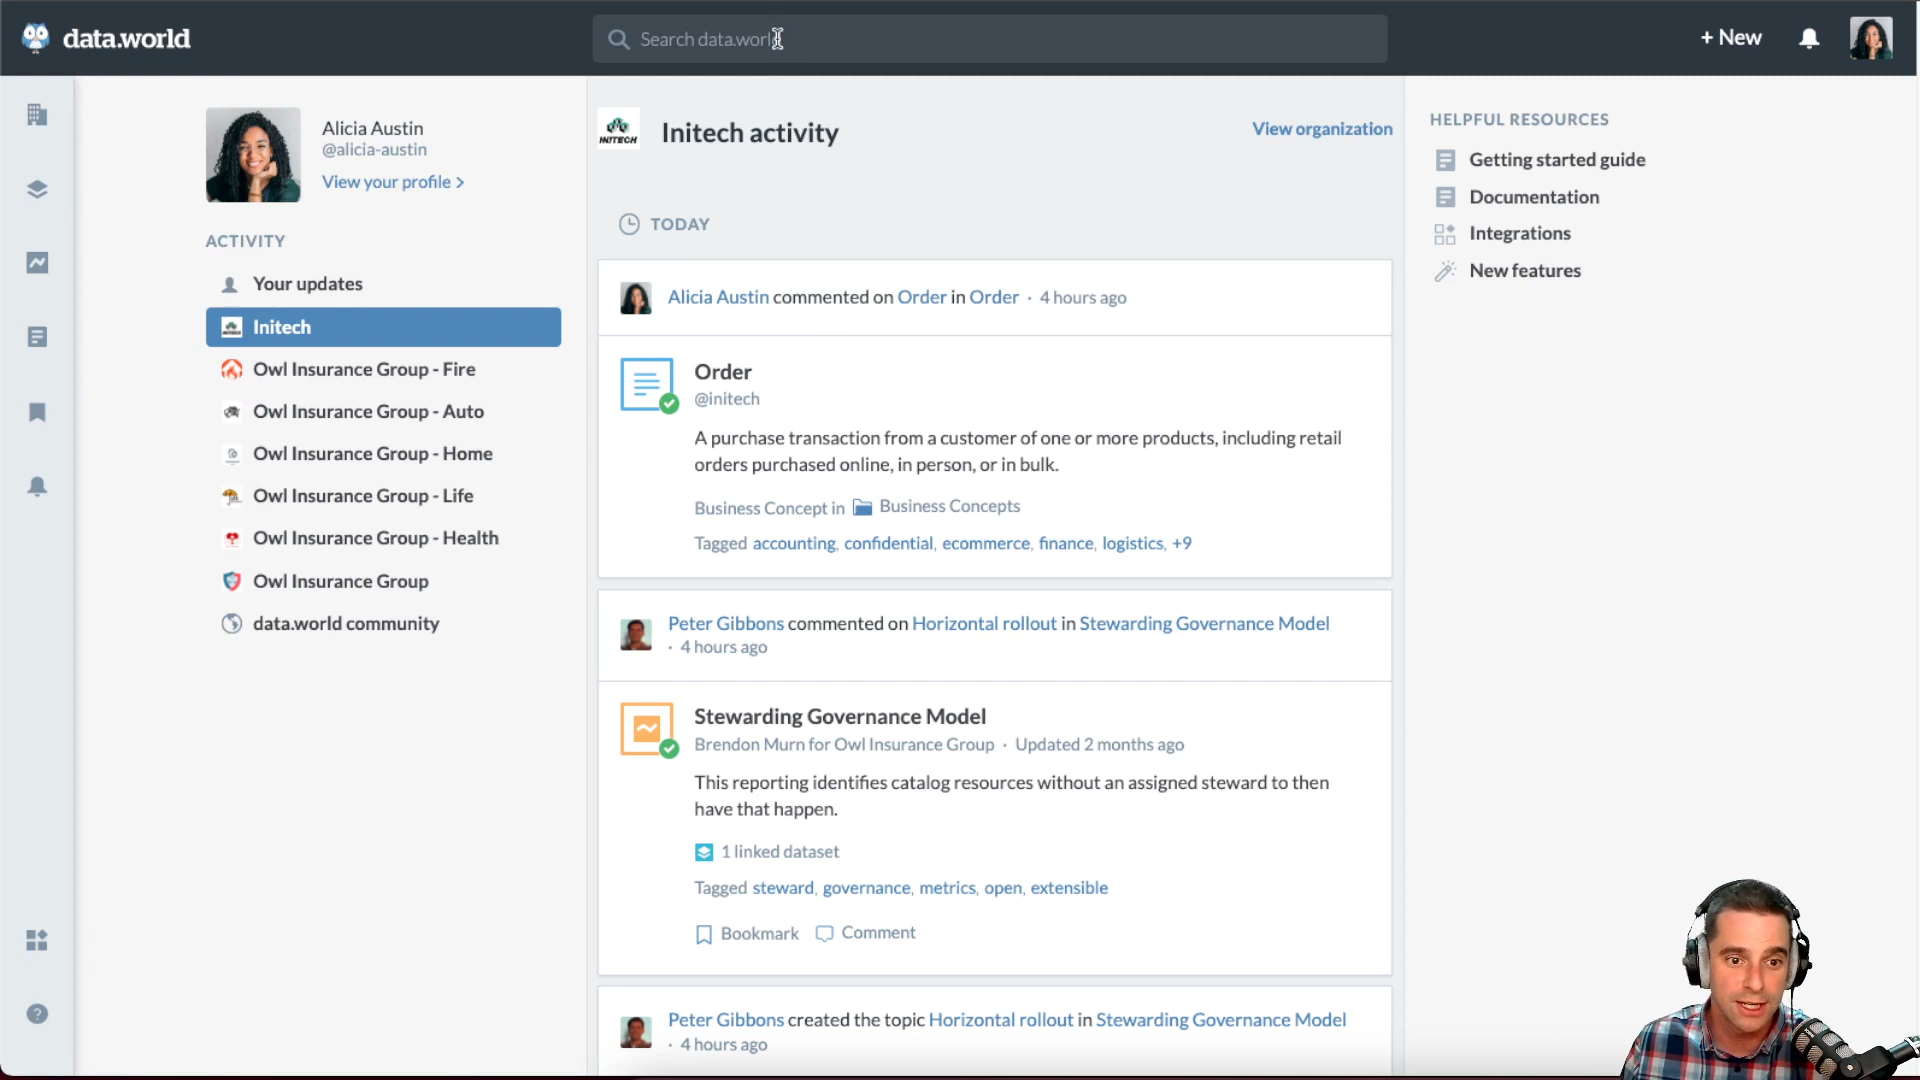 data.world
Search data.world
+ New
Alicia Austin
@alicia-austin
View your profile >
ACTIVITY
Your updates
Initech
Owl Insurance Group - Fire
Owl Insurance Group - Auto
Owl Insurance Group - Home
Owl Insurance Group - Life
Owl Insurance Group - Health
Owl Insurance Group
data.world community
INITECH
Initech activity
View organization
TODAY
Alicia Austin commented on Order in Order · 4 hours ago
Order
@initech
A purchase transaction from a customer of one or more products, including retail
orders purchased online, in person, or in bulk.
Business Concept in Business Concepts
Tagged accounting, confidential, ecommerce, finance, logistics, +9
Peter Gibbons commented on Horizontal rollout in Stewarding Governance Model
· 4 hours ago
Stewarding Governance Model
Brendon Murn for Owl Insurance Group · Updated 2 months ago
This reporting identifies catalog resources without an assigned steward to then
have that happen.
1 linked dataset
Tagged steward, governance, metrics, open, extensible
Bookmark Comment
Peter Gibbons created the topic Horizontal rollout in Stewarding Governance Model
· 4 hours ago
HELPFUL RESOURCES
Getting started guide
Documentation
Integrations
New features